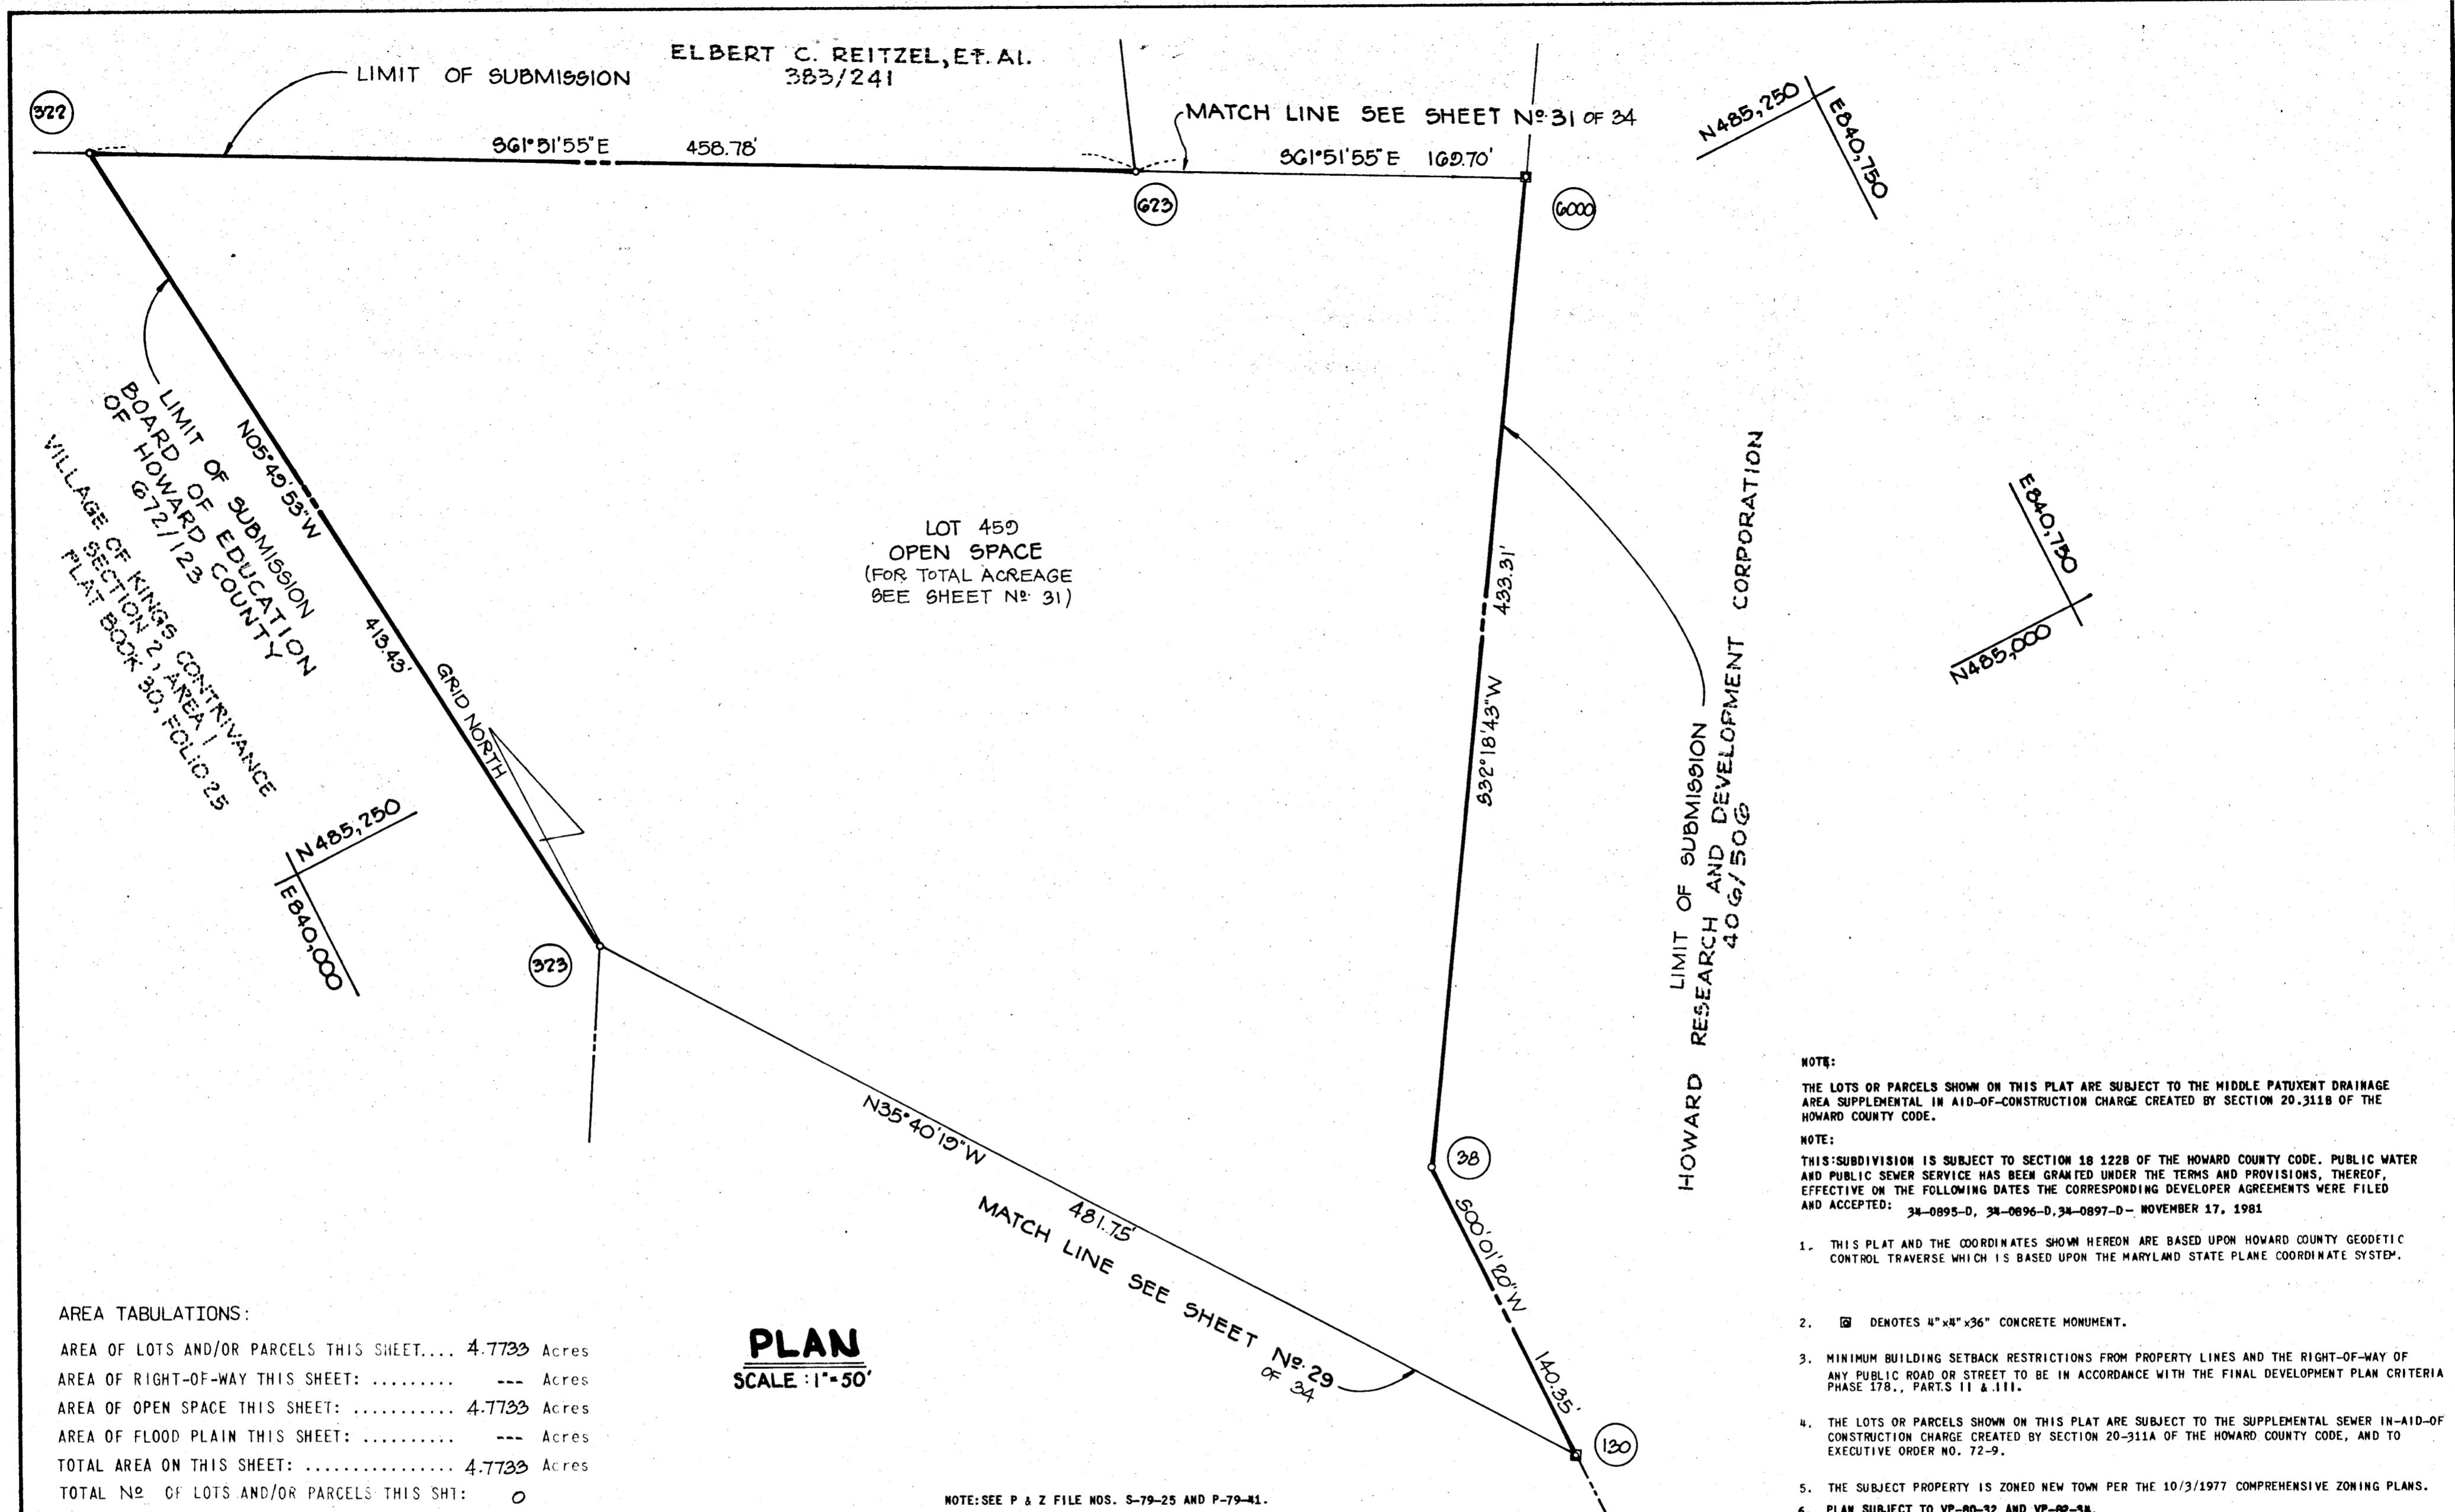 ELBERT C. REITZEL, ET. Al.
383/241
LIMIT OF SUBMISSION
322
S61°51'55"E 458.78'
MATCH LINE SEE SHEET Nº 31 OF 34
S61°51'55"E 169.70'
623
6000
N485,250
E840,750
LIMIT OF SUBMISSION
BOARD OF EDUCATION
OF HOWARD COUNTY
672/123
VILLAGE OF KINGS CONTRIVANCE
SECTION 2, AREA 1
PLAT BOOK 30, FOLIO 25
N05°49'53"W
413.43'
GRID NORTH
N485,250
E840,000
323
LOT 459
OPEN SPACE
(FOR TOTAL ACREAGE
SEE SHEET Nº 31)
433.31'
S32°18'43"W
LIMIT OF SUBMISSION
HOWARD RESEARCH AND DEVELOPMENT CORPORATION
406/506
E840,750
N485,000
38
S00°01'20"W
140.35'
130
N35°40'19"W
481.75'
MATCH LINE SEE SHEET Nº 29
OF 34
NOTE:
THE LOTS OR PARCELS SHOWN ON THIS PLAT ARE SUBJECT TO THE MIDDLE PATUXENT DRAINAGE
AREA SUPPLEMENTAL IN AID-OF-CONSTRUCTION CHARGE CREATED BY SECTION 20.311B OF THE
HOWARD COUNTY CODE.
NOTE:
THIS SUBDIVISION IS SUBJECT TO SECTION 18 122B OF THE HOWARD COUNTY CODE. PUBLIC WATER
AND PUBLIC SEWER SERVICE HAS BEEN GRANTED UNDER THE TERMS AND PROVISIONS, THEREOF,
EFFECTIVE ON THE FOLLOWING DATES THE CORRESPONDING DEVELOPER AGREEMENTS WERE FILED
AND ACCEPTED: 34-0895-D, 34-0896-D, 34-0897-D - NOVEMBER 17, 1981
1. THIS PLAT AND THE COORDINATES SHOWN HEREON ARE BASED UPON HOWARD COUNTY GEODETIC
CONTROL TRAVERSE WHICH IS BASED UPON THE MARYLAND STATE PLANE COORDINATE SYSTEM.
2. DENOTES 4"x4"x36" CONCRETE MONUMENT.
3. MINIMUM BUILDING SETBACK RESTRICTIONS FROM PROPERTY LINES AND THE RIGHT-OF-WAY OF
ANY PUBLIC ROAD OR STREET TO BE IN ACCORDANCE WITH THE FINAL DEVELOPMENT PLAN CRITERIA
PHASE 178., PART.S II & III.
4. THE LOTS OR PARCELS SHOWN ON THIS PLAT ARE SUBJECT TO THE SUPPLEMENTAL SEWER IN-AID-OF
CONSTRUCTION CHARGE CREATED BY SECTION 20-311A OF THE HOWARD COUNTY CODE, AND TO
EXECUTIVE ORDER NO. 72-9.
5. THE SUBJECT PROPERTY IS ZONED NEW TOWN PER THE 10/3/1977 COMPREHENSIVE ZONING PLANS.
6. PLAN SUBJECT TO VP-80-32 AND VP-82-34.
AREA TABULATIONS:
AREA OF LOTS AND/OR PARCELS THIS SHEET.... 4.7733 Acres
AREA OF RIGHT-OF-WAY THIS SHEET: ......... --- Acres
AREA OF OPEN SPACE THIS SHEET: ........... 4.7733 Acres
AREA OF FLOOD PLAIN THIS SHEET: .......... --- Acres
TOTAL AREA ON THIS SHEET: ................ 4.7733 Acres
TOTAL Nº OF LOTS AND/OR PARCELS THIS SHT: 0
PLAN
SCALE : 1"=50'
NOTE: SEE P & Z FILE NOS. S-79-25 AND P-79-41.